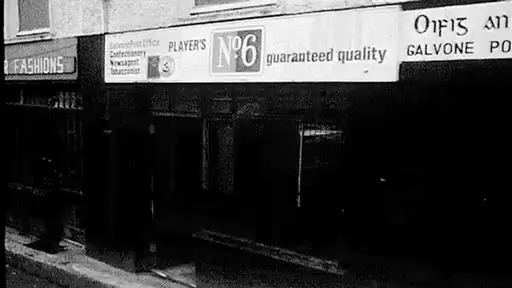 FASHIONS
Galvone Post Office
Confectionery
Newsagent
Tobacconist
PLAYER'S
No6
guaranteed quality
Oifig an
GALVONE PO